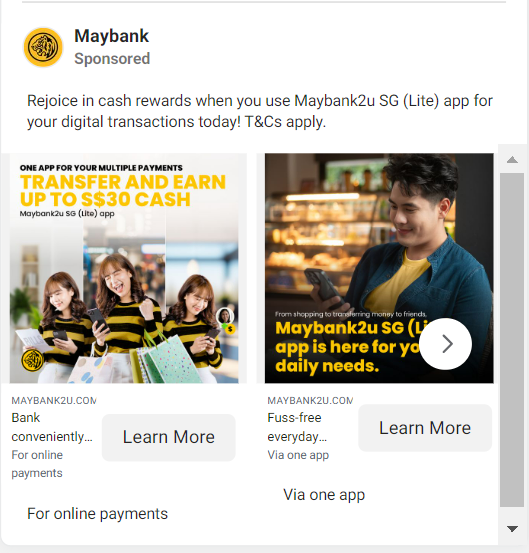 Maybank
Sponsored
Rejoice in cash rewards when you use Maybank2u SG (Lite) app for
your digital transactions today! T&Cs apply.
ONE APP FOR YOUR MULTIPLE PAYMENTS
TRANSFER AND EARN
UP TO S$30 CASH
Maybank2u SG (Lite) app
From shopping to transferring money to friends,
Maybank2u SG (Li
app is here for yo
daily needs.
MAYBANK2U.COM
Bank
conveniently...
For online
payments
Learn More
For online payments
MAYBANK2U.COM
Fuss-free
everyday...
Via one app
Learn More
Via one app